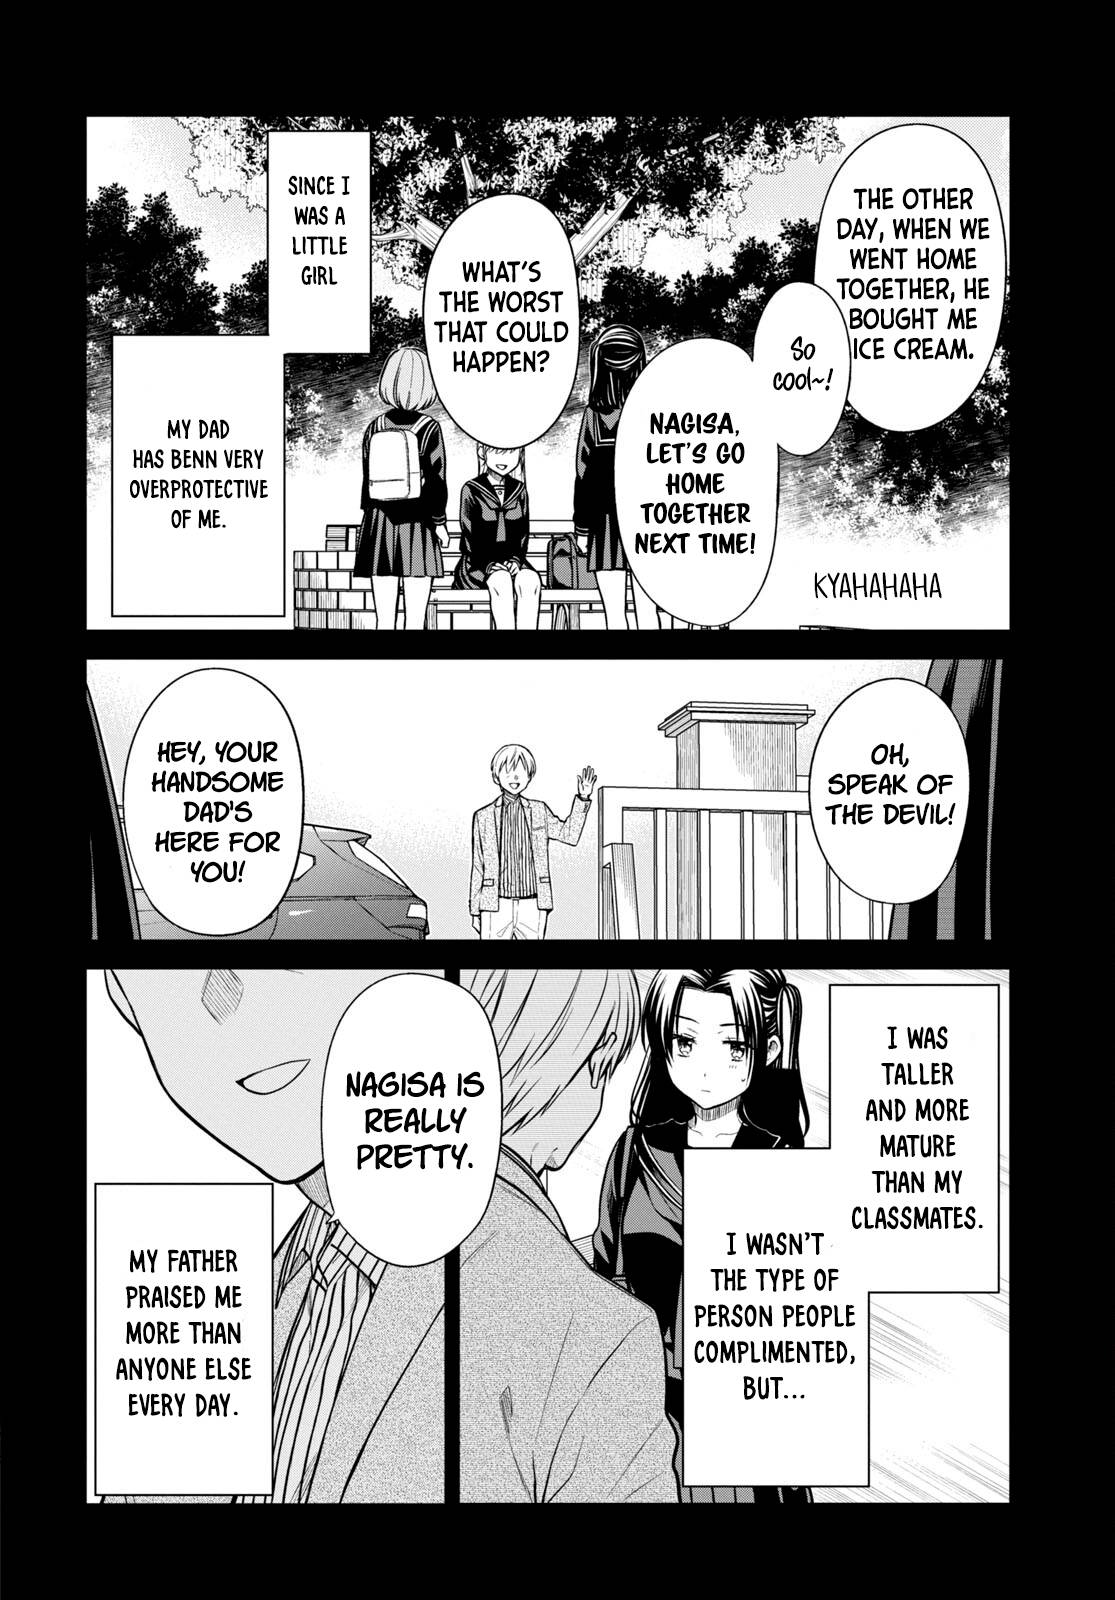 THE OTHER
DAY, WHEN WE
WENT HOME
TOGETHER, HE
BOUGHT ME
ICE CREAM.
So
cool~!
NAGISA,
LET'S GO
HOME
TOGETHER
NEXT TIME!
KYAHAHAHA
WHAT'S
THE WORST
THAT COULD
HAPPEN?
SINCE I
WAS A
LITTLE
GIRL
MY DAD
HAS BENN VERY
OVERPROTECTIVE
OF ME.
OH,
SPEAK OF
THE DEVIL!
HEY, YOUR
HANDSOME
DAD'S
HERE FOR
YOU!
I WAS
TALLER
AND MORE
MATURE
THAN MY
CLASSMATES.
I WASN'T
THE TYPE OF
PERSON PEOPLE
COMPLIMENTED,
BUT...
NAGISA IS
REALLY
PRETTY.
MY FATHER
PRAISED ME
MORE THAN
ANYONE ELSE
EVERY DAY.